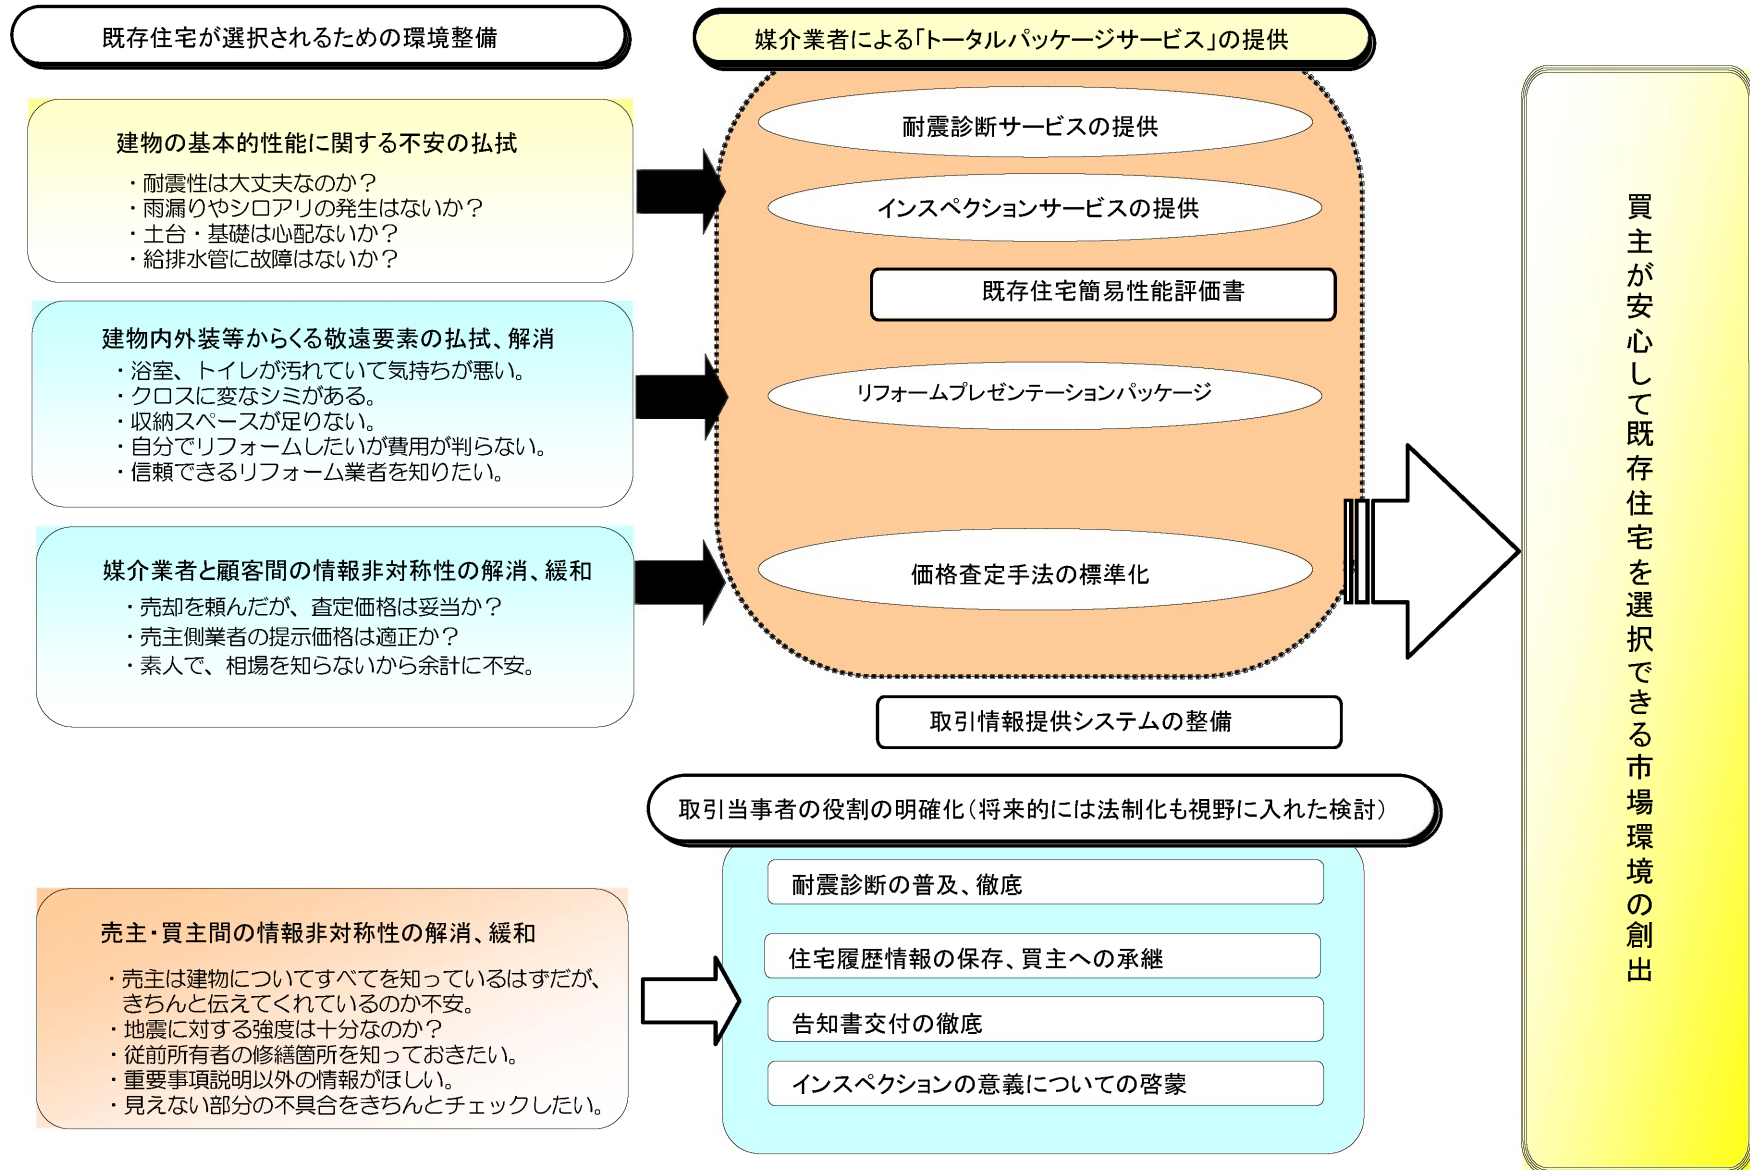 既存住宅が選択されるための環境整備
建物の基本的性能に関する不安の払拭
・耐震性は大丈夫なのか？
・雨漏りやシロアリの発生はないか？
・土台・基礎は心配ないか？
・給排水管に故障はないか？
建物内外装等からくる敬遠要素の払拭、解消
・浴室、トイレが汚れていて気持ちが悪い。
・クロスに変なシミがある。
・収納スペースが足りない。
・自分でリフォームしたいが費用が判らない。
・信頼できるリフォーム業者を知りたい。
媒介業者と顧客間の情報非対称性の解消、緩和
・売却を頼んだが、査定価格は妥当か？
・売主側業者の提示価格は適正か？
・素人で、相場を知らないから余計に不安。
売主・買主間の情報非対称性の解消、緩和
・売主は建物についてすべてを知っているはずだが、
きちんと伝えてくれているのか不安。
・地震に対する強度は十分なのか？
・従前所有者の修繕箇所を知っておきたい。
・重要事項説明以外の情報がほしい。
・見えない部分の不具合をきちんとチェックしたい。
媒介業者による「トータルパッケージサービス」の提供
耐震診断サービスの提供
インスペクションサービスの提供
既存住宅簡易性能評価書
リフォームプレゼンテーションパッケージ
価格査定手法の標準化
取引情報提供システムの整備
取引当事者の役割の明確化（将来的には法制化も視野に入れた検討）
耐震診断の普及、徹底
住宅履歴情報の保存、買主への承継
告知書交付の徹底
インスペクションの意義についての啓蒙
買主が安心して既存住宅を選択できる市場環境の創出